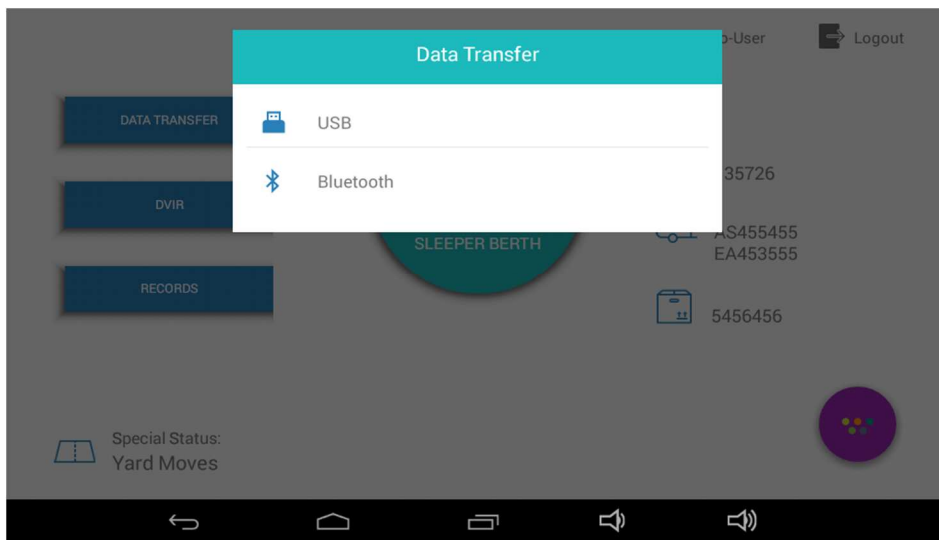 Data Transfer
-User
Logout
DATA TRANSFER
USB
Bluetooth
35726
DVIR
AS455455
EA453555
SLEEPER BERTH
RECORDS
5456456
Special Status:
Yard Moves